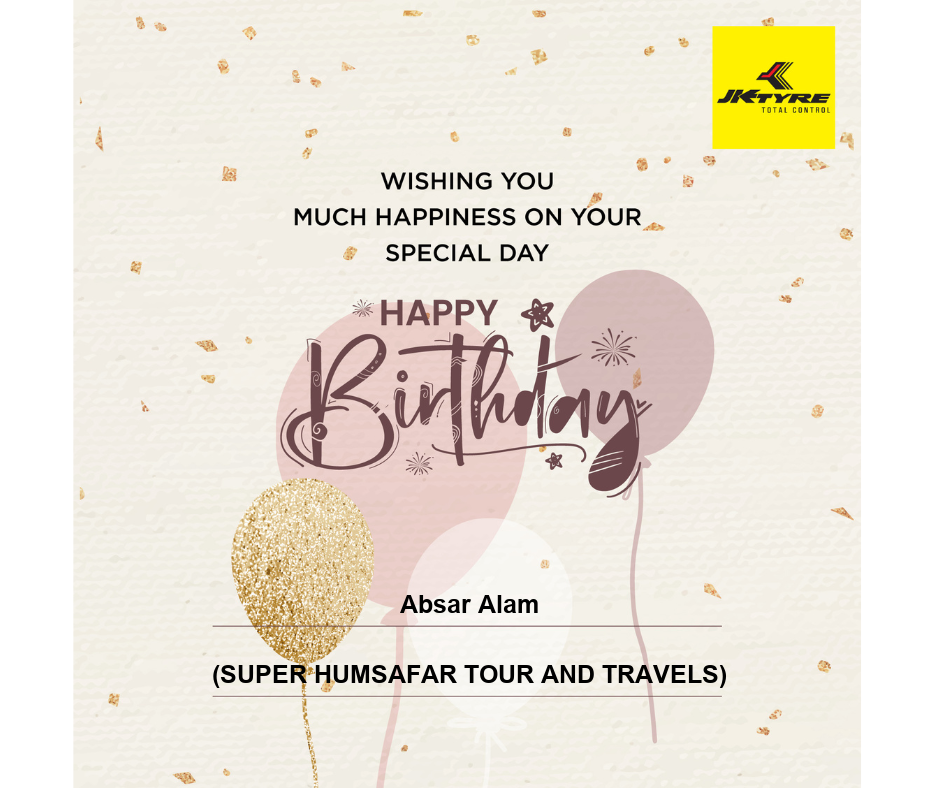 JKTYRE
TOTAL CONTROL
WISHING YOU
MUCH HAPPINESS ON YOUR
SPECIAL DAY
HAPPY
Birthday
Absar Alam
(SUPER HUMSAFAR TOUR AND TRAVELS)